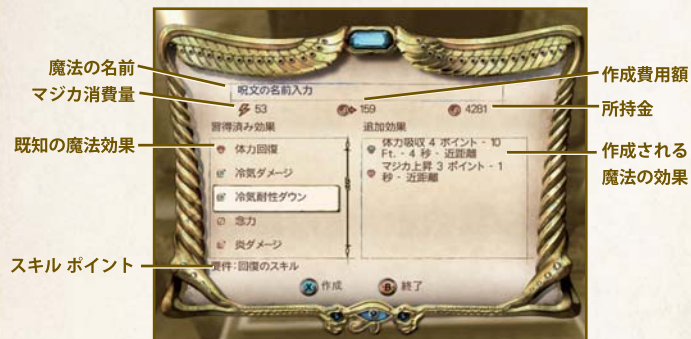 魔法の名前
マジカ消費量
既知の魔法効果
スキル ポイント
呪文の名前入力
53
159
4281
習得済み効果
追加効果
体力回復
冷気ダメージ
冷気耐性ダウン
念力
炎ダメージ
体力吸収 4 ポイント - 10
Ft. - 4 秒 - 近距離
マジカ上昇 3 ポイント - 1
秒 - 近距離
要件:回復のスキル
X 作成
B 終了
作成費用額
所持金
作成される
魔法の効果